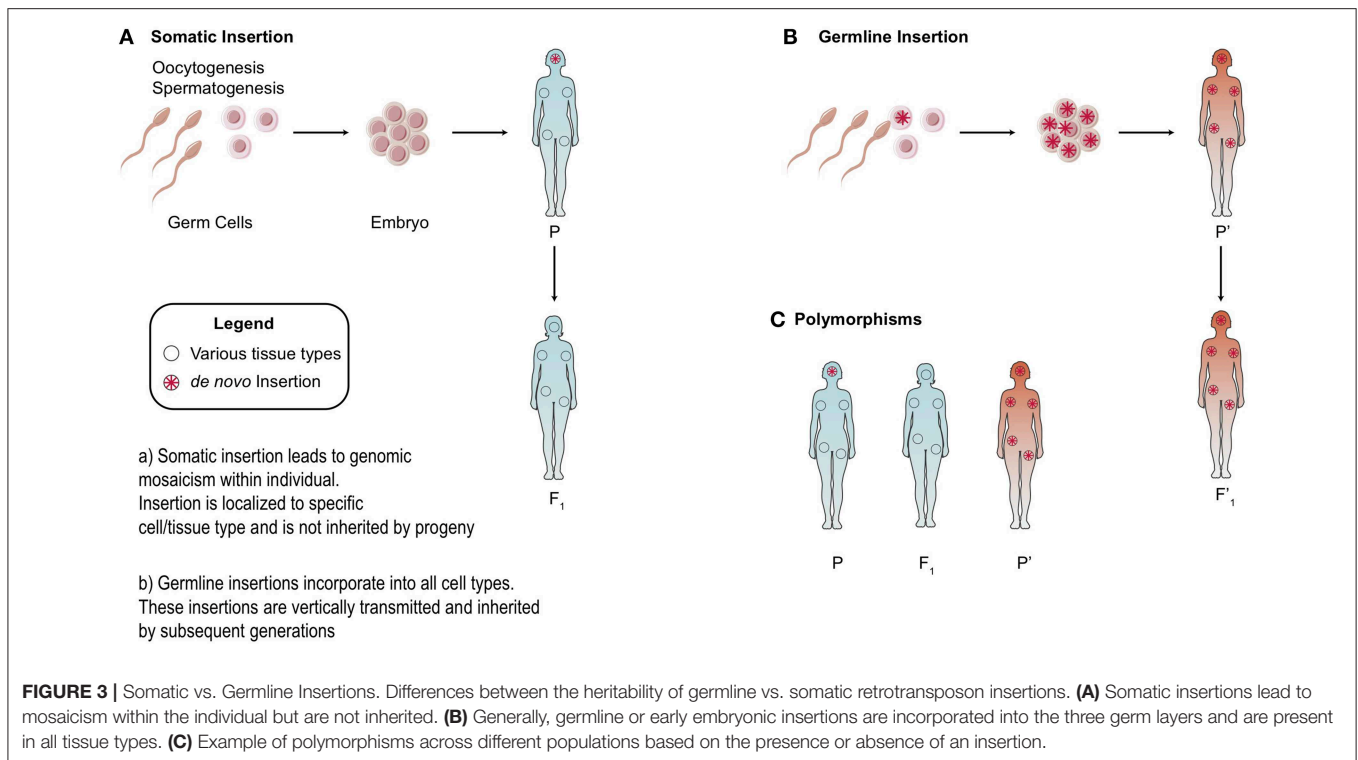 A Somatic Insertion
Oocytogenesis
Spermatogenesis
Germ Cells
Embryo
P
F1
Legend
Various tissue types
de novo Insertion
a) Somatic insertion leads to genomic
mosaicism within individual.
Insertion is localized to specific
cell/tissue type and is not inherited by progeny
b) Germline insertions incorporate into all cell types.
These insertions are vertically transmitted and inherited
by subsequent generations
B Germline Insertion
P'
F'1
C Polymorphisms
P
F1
P'
FIGURE 3 | Somatic vs. Germline Insertions. Differences between the heritability of germline vs. somatic retrotransposon insertions. (A) Somatic insertions lead to
mosaicism within the individual but are not inherited. (B) Generally, germline or early embryonic insertions are incorporated into the three germ layers and are present
in all tissue types. (C) Example of polymorphisms across different populations based on the presence or absence of an insertion.